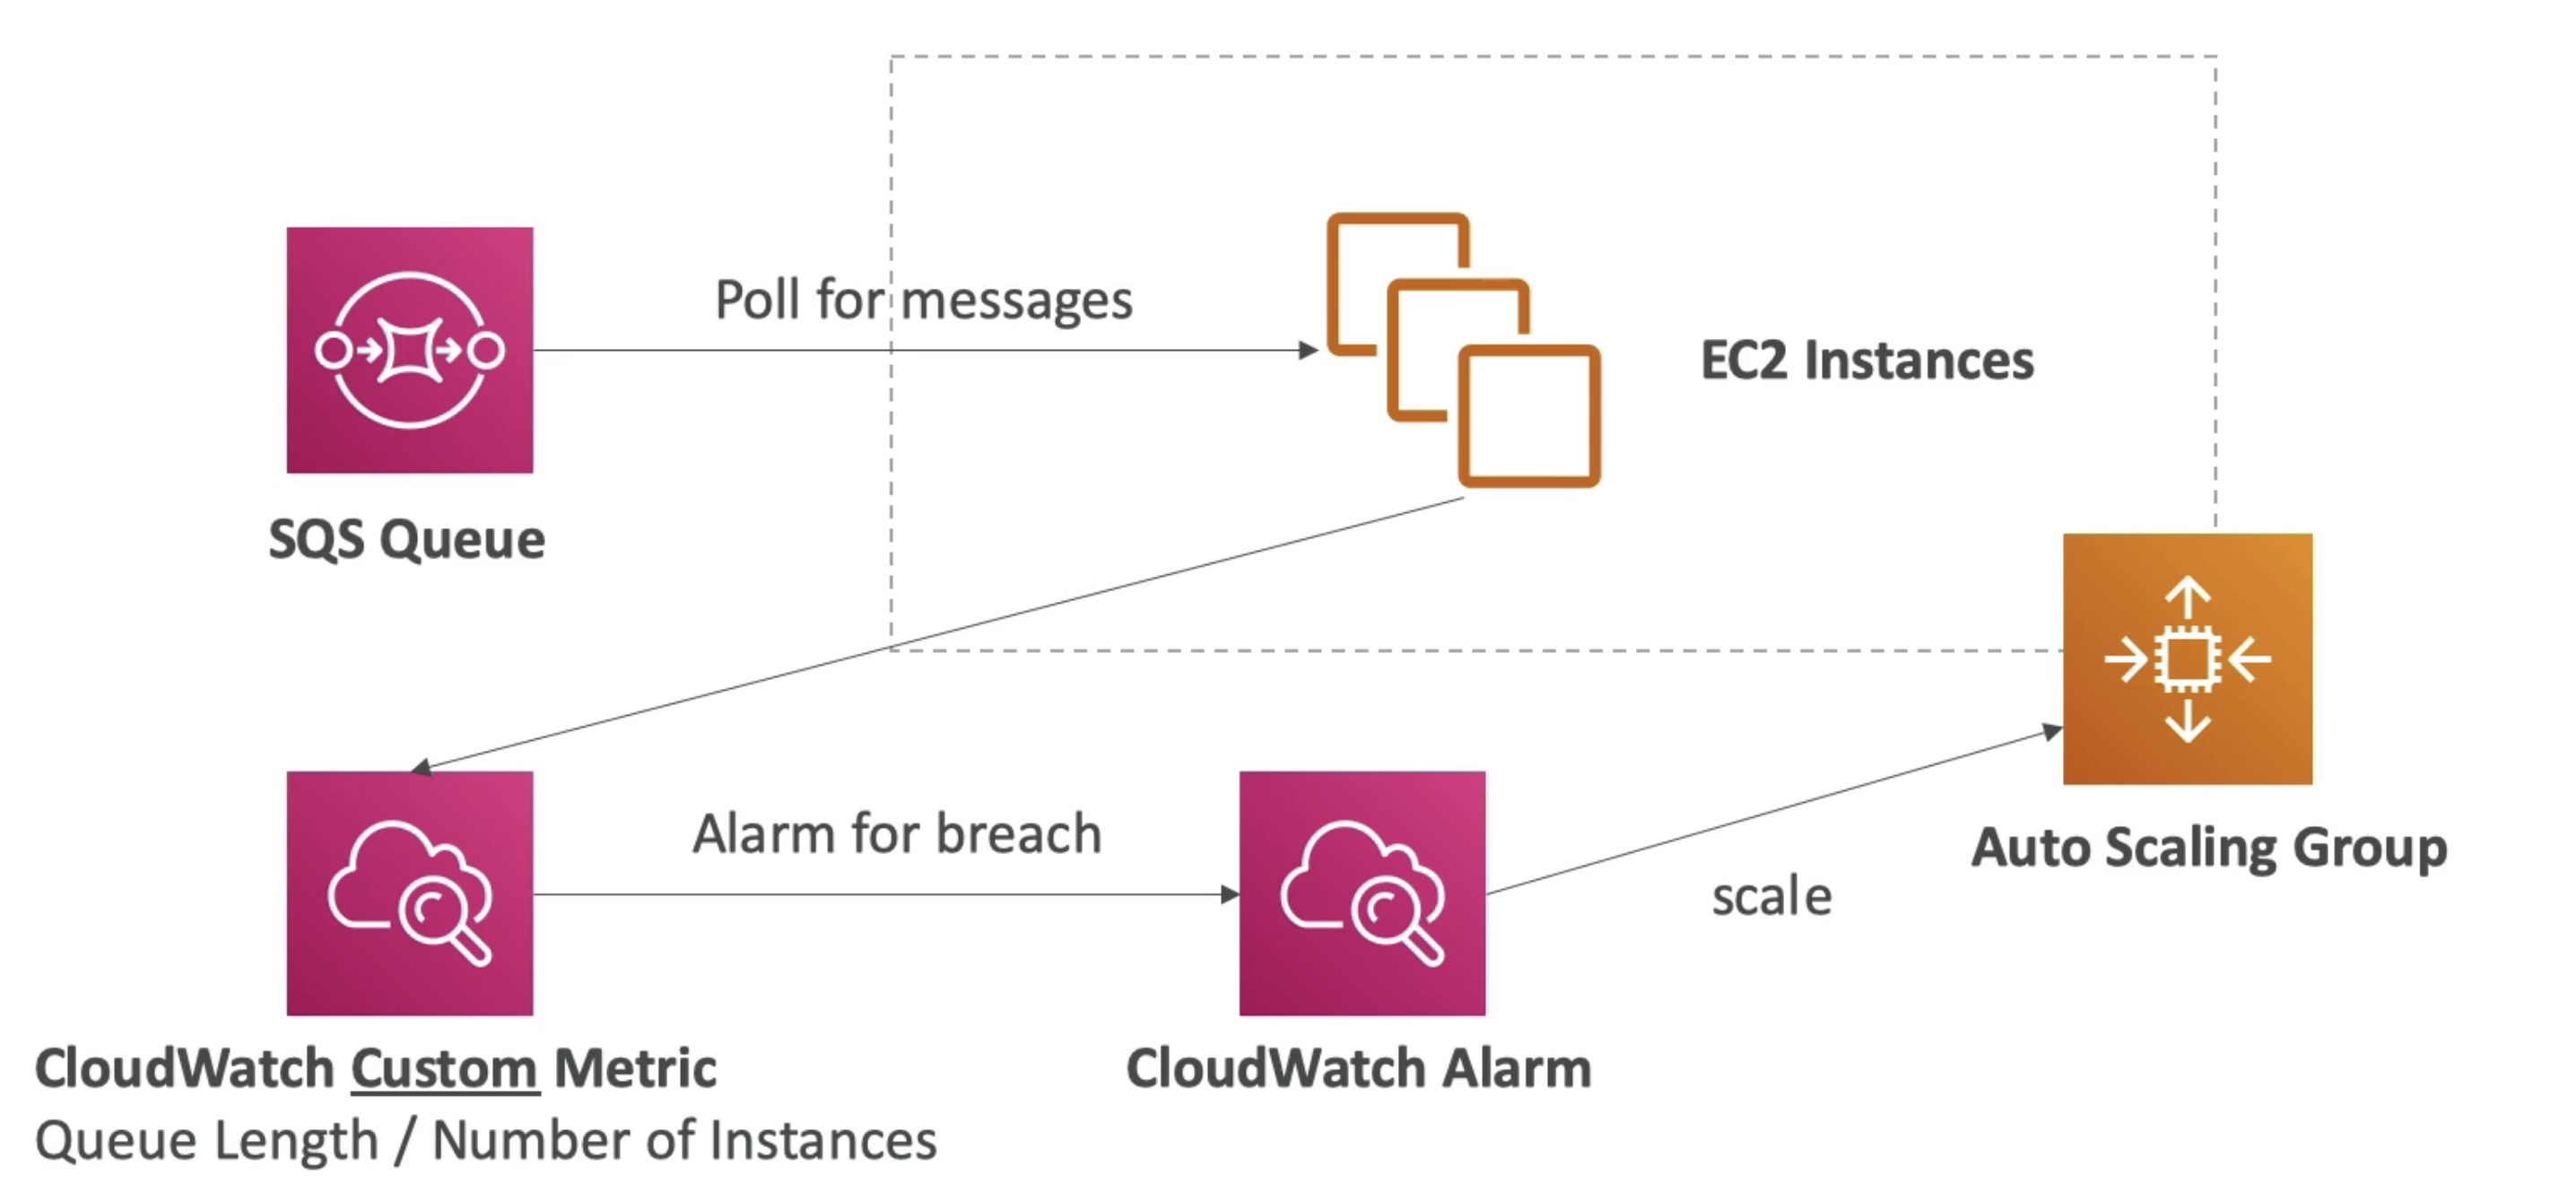 Poll for messages
EC2 Instances
SQS Queue
Alarm for breach
Auto Scaling Group
scale
CloudWatch Custom Metric
Queue Length / Number of Instances
CloudWatch Alarm